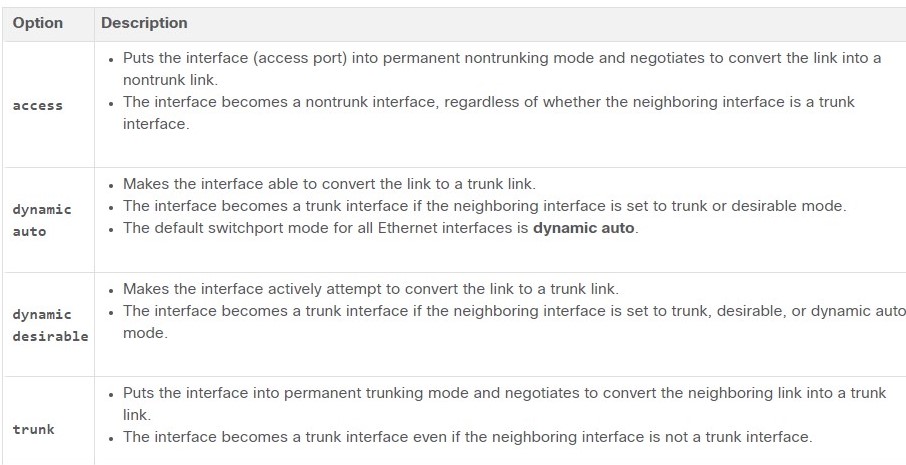 Option Description
• Puts the interface (access port) into permanent nontrunking mode and negotiates to convert the link into a
nontrunk link.
access
• The interface becomes a nontrunk interface, regardless of whether the neighboring interface is a trunk
interface.
• Makes the interface able to convert the link to a trunk link.
dynamic
auto
• The interface becomes a trunk interface if the neighboring interface is set to trunk or desirable mode.
• The default switchport mode for all Ethernet interfaces is dynamic auto.
• Makes the interface actively attempt to convert the link to a trunk link.
dynamic
desirable
• The interface becomes a trunk interface if the neighboring interface is set to trunk, desirable, or dynamic auto
mode.
• Puts the interface into permanent trunking mode and negotiates to convert the neighboring link into a trunk
link.
trunk
• The interface becomes a trunk interface even if the neighboring interface is not a trunk interface.